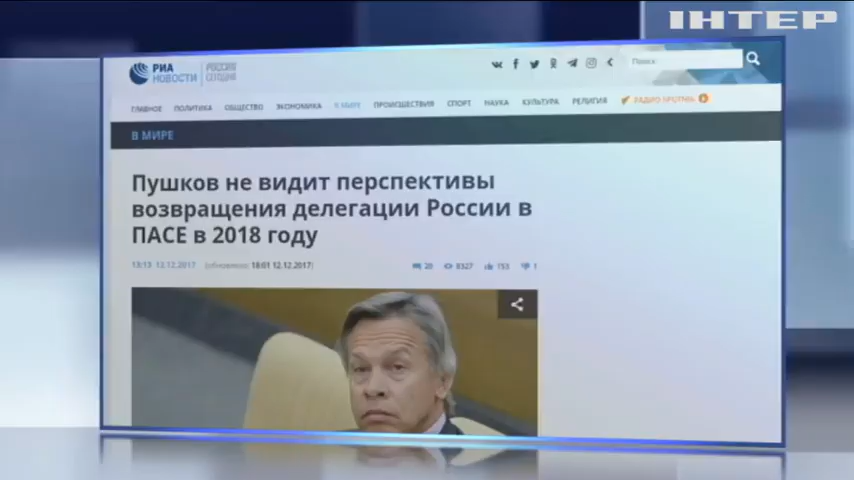 ІНТЕР
РИА
НОВОСТИ
РОССИЯ
СЕГОДНЯ
Поиск
ГЛАВНОЕ ПОЛИТИКА ОБЩЕСТВО ЭКОНОМИКА В МИРЕ ПРОИСШЕСТВИЯ СПОРТ НАУКА КУЛЬТУРА РЕЛИГИЯ РАДИО
В МИРЕ
Пушков не видит перспективы
возвращения делегации России в
ПАСЕ в 2018 году
13:13 12.12.2017 (обновлено: 18:01 12.12.2017) 20 8327 153 1